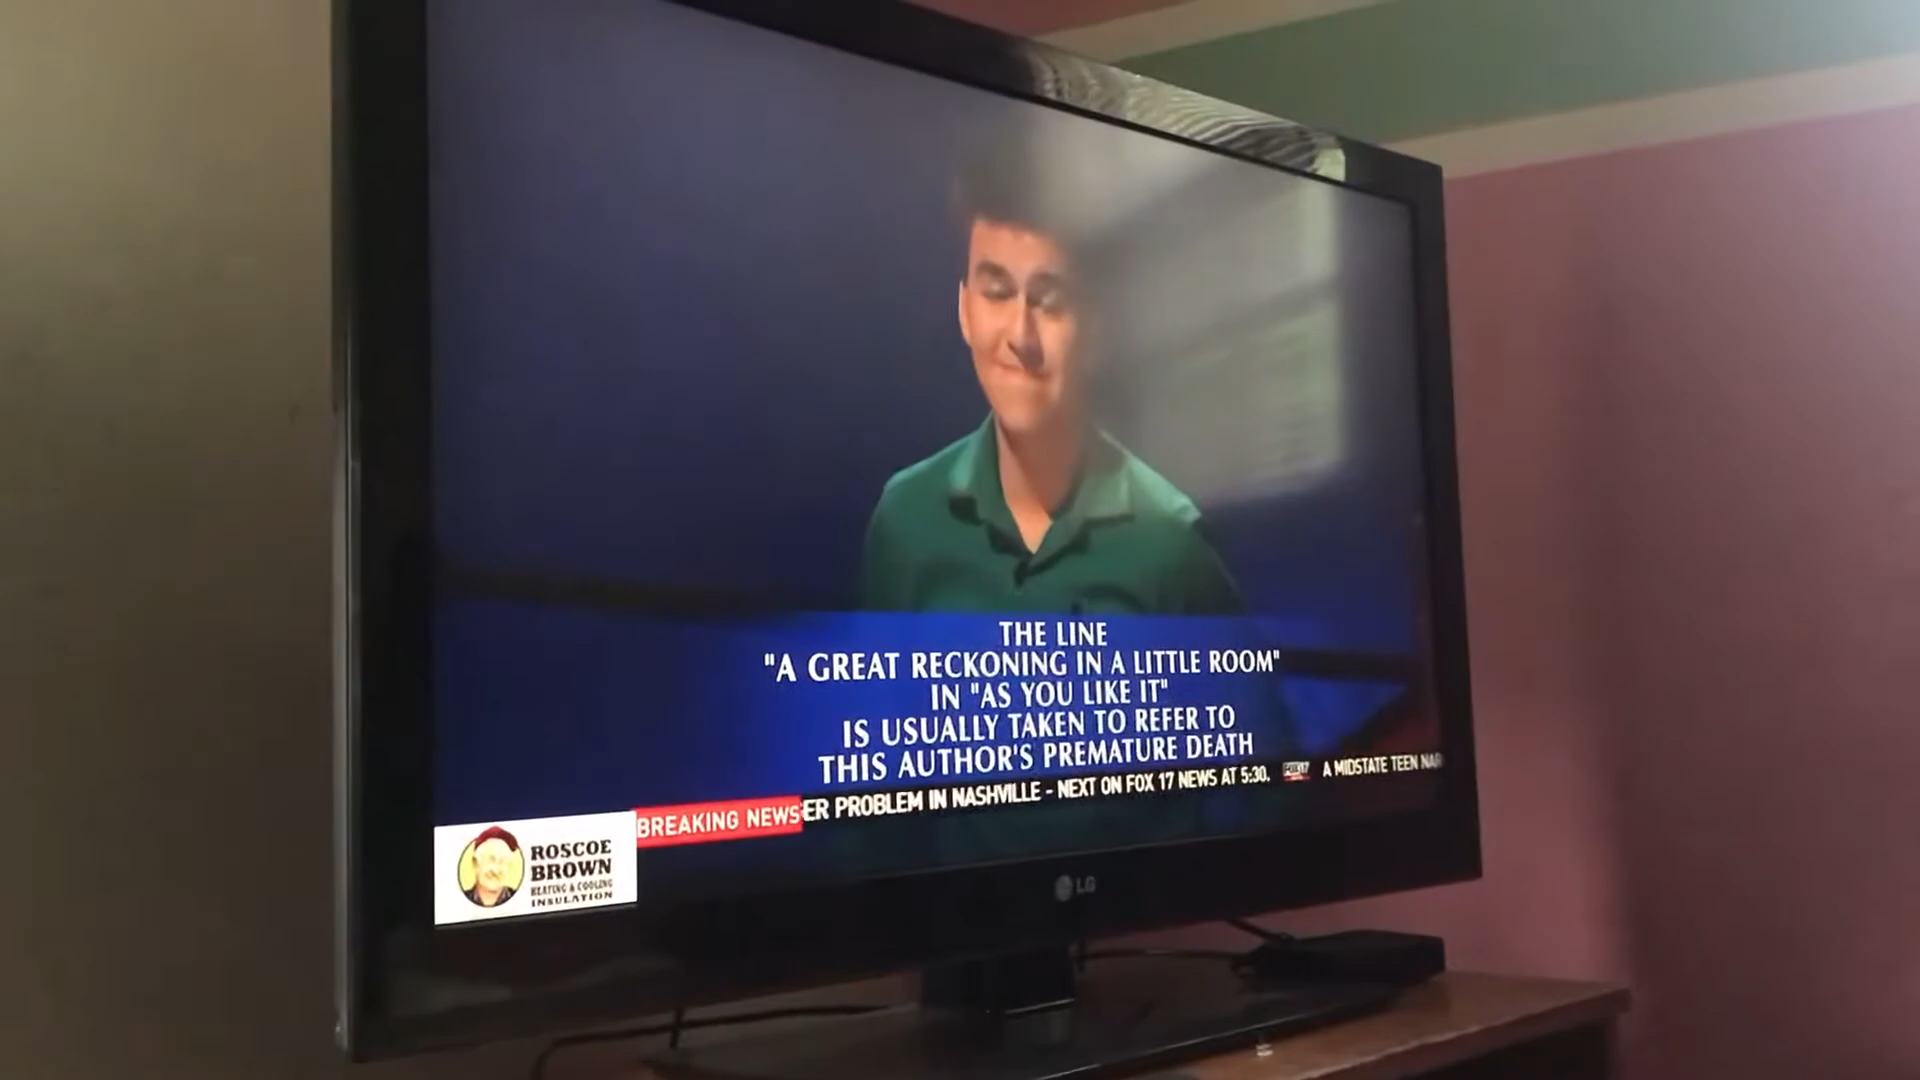 THE LINE
"A GREAT RECKONING IN A LITTLE ROOM"
IN "AS YOU LIKE IT"
IS USUALLY TAKEN TO REFER TO
THIS AUTHOR'S PREMATURE DEATH
BREAKING NEWS
ER PROBLEM IN NASHVILLE - NEXT ON FOX 17 NEWS AT 5:30. FOX17 A MIDSTATE TEEN NAR
ROSCOE
BROWN
HEATING & COOLING
INSULATION
LG